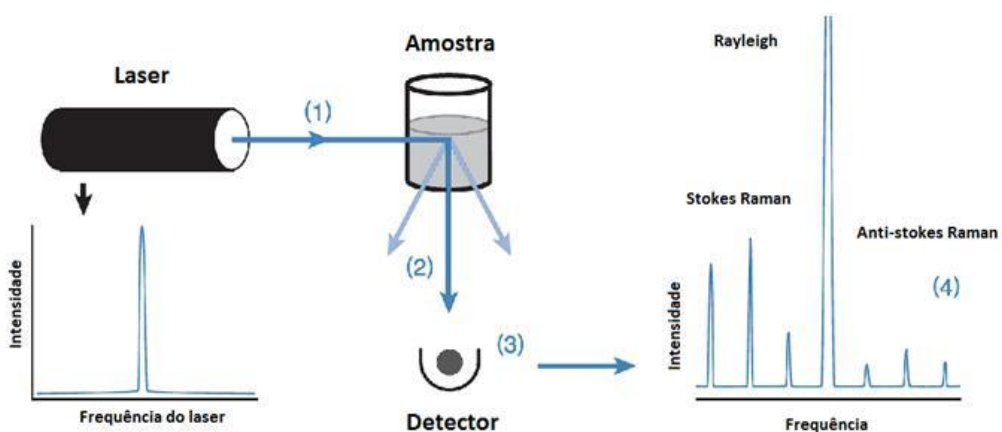 Laser
(1)
Amostra
(2)
(3)
Detector
Intensidade
Frequência do laser
Rayleigh
Stokes Raman
Anti-stokes Raman
(4)
Intensidade
Frequência